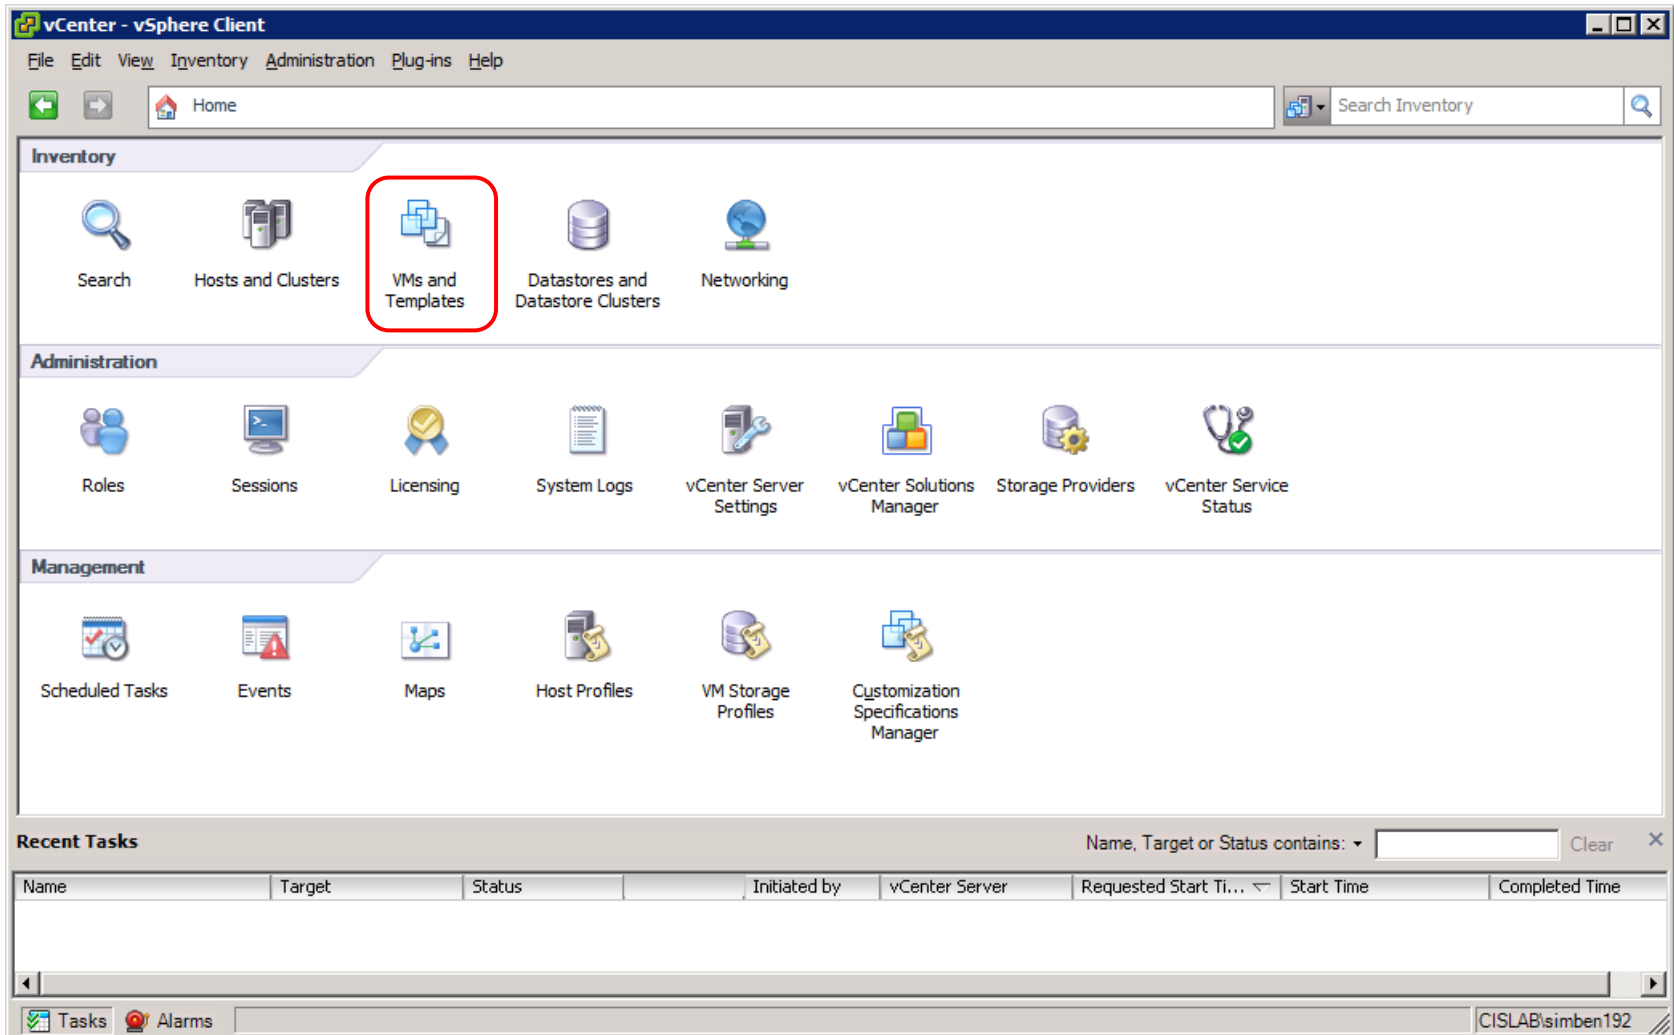 vCenter - vSphere Client
File Edit View Inventory Administration Plug-ins Help
Home
Search Inventory
Inventory
Search
Hosts and Clusters
VMs and
Templates
Datastores and
Datastore Clusters
Networking
Administration
Roles
Sessions
Licensing
System Logs
vCenter Server
Settings
vCenter Solutions
Manager
Storage Providers
vCenter Service
Status
Management
Scheduled Tasks
Events
Maps
Host Profiles
VM Storage
Profiles
Customization
Specifications
Manager
Recent Tasks
Name, Target or Status contains:
Clear
Name Target Status Initiated by vCenter Server Requested Start Ti... Start Time Completed Time
Tasks Alarms
CISLAB\simben192